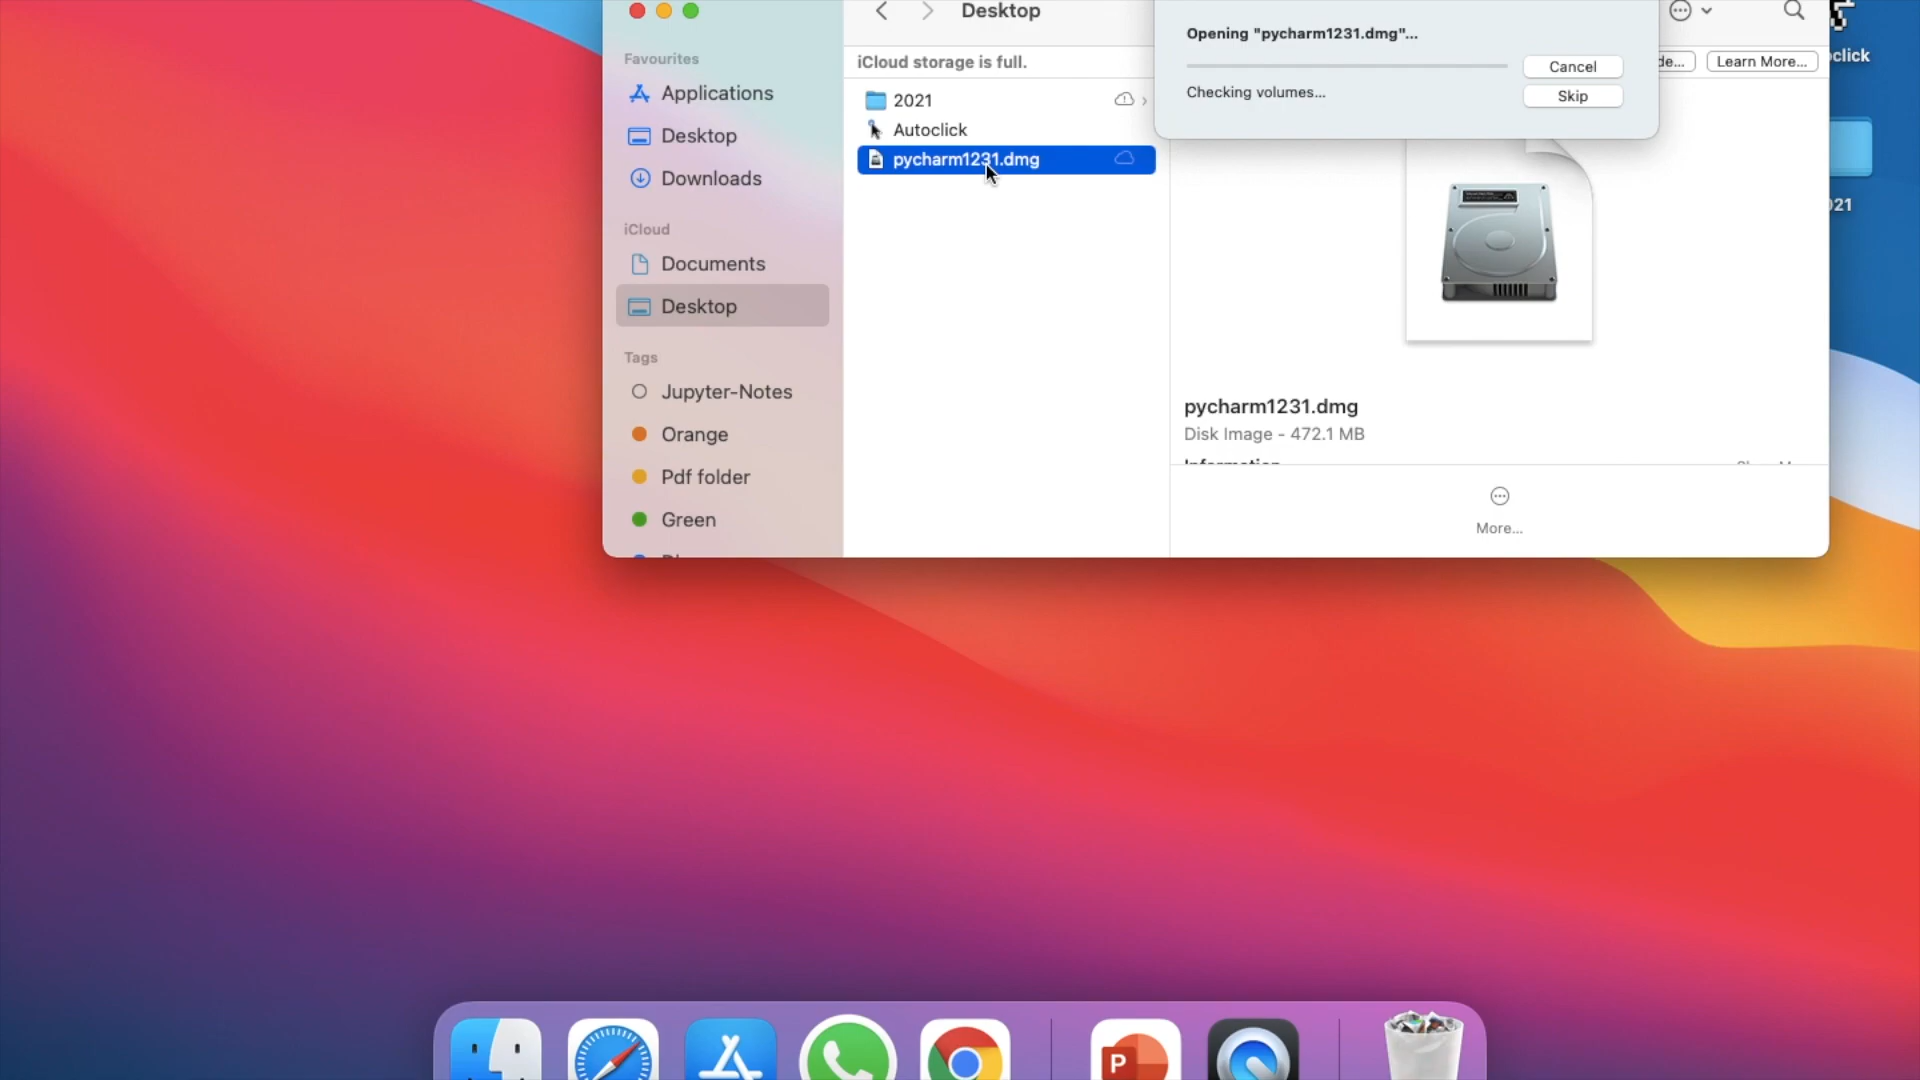 Desktop
Opening "pycharm1231.dmg"...
Cancel
Checking volumes...
Skip
Favourites
Applications
Desktop
Downloads
iCloud
Documents
Desktop
Tags
Jupyter-Notes
Orange
Pdf folder
Green
iCloud storage is full.
Learn More...
2021
Autoclick
pycharm1231.dmg
pycharm1231.dmg
Disk Image - 472.1 MB
Information
More...
P